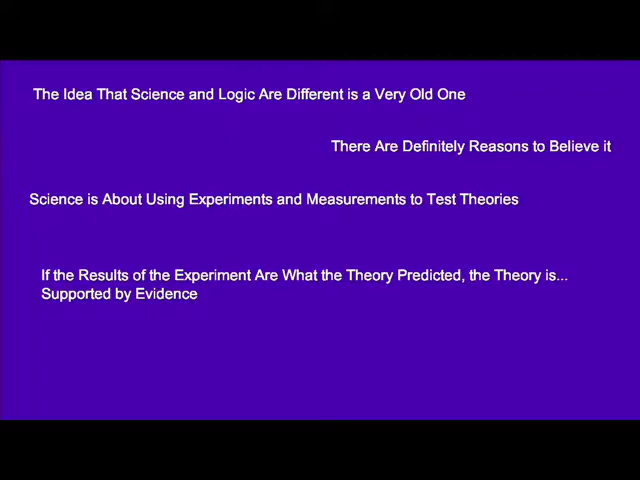 The Idea That Science and Logic Are Different is a Very Old One
There Are Definitely Reasons to Believe it
Science is About Using Experiments and Measurements to Test Theories
If the Results of the Experiment Are What the Theory Predicted, the Theory is...
Supported by Evidence